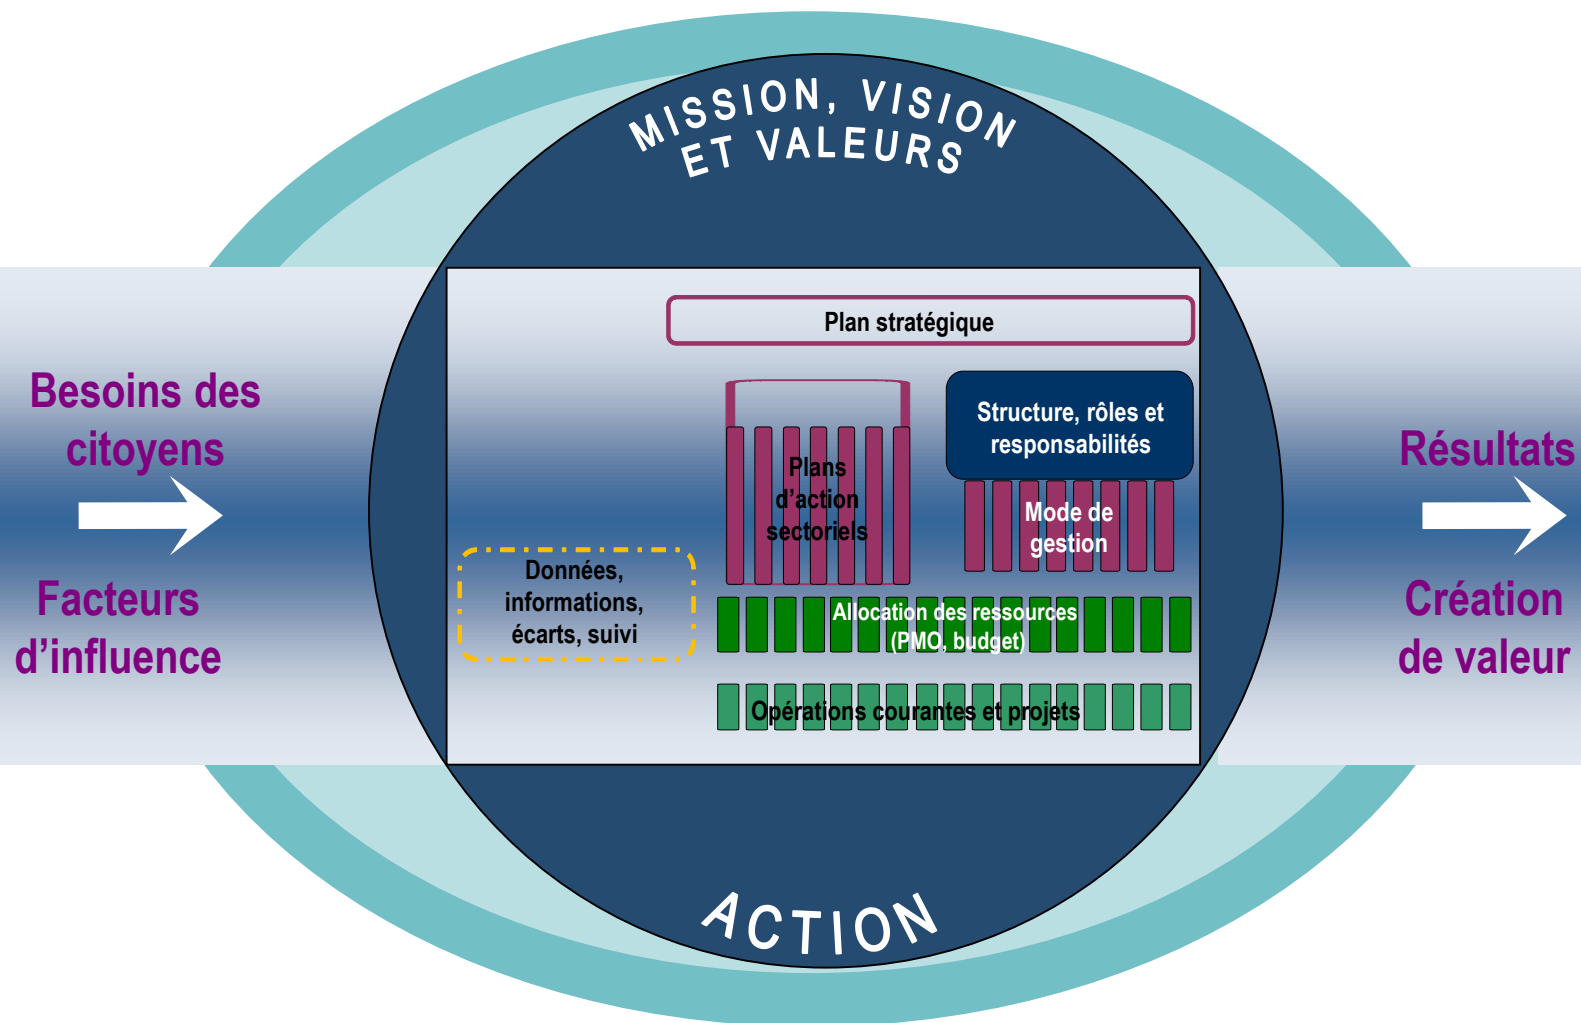 MISSION, VISION
ET VALEURS
Besoins des
citoyens
Facteurs
d’influence
Plan stratégique
Structure, rôles et
responsabilités
Plans
d’action
sectoriels
Mode de
gestion
Données,
informations,
écarts, suivi
Allocation des ressources
(PMO, budget)
Opérations courantes et projets
Résultats
Création
de valeur
ACTION